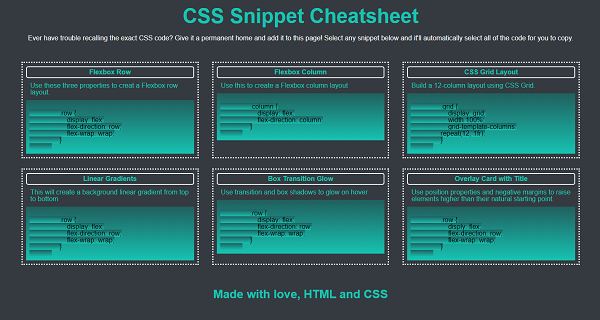 CSS Snippet Cheatsheet
Ever have trouble recalling the exact CSS code? Give it a permanent home and add it to this page! Select any snippet below and it'll automatically select all of the code for you to copy.
Flexbox Row
Use these three properties to creat a Flexbox row
layout
.row {
display: flex'
flex-direction: row'
flex-wrap: wrap'
}
Flexbox Column
Use this to create a Flexbox column layout
.column {
display: flex'
flex-direction: column'
}
CSS Grid Layout
Build a 12-column layout using CSS Grid.
.grid {
display: grid'
width: 100%'
grid-template-columns:
repeat(12, 1fr)'
}
Linear Gradients
This will create a background linear gradient from top
to bottom
.row {
disply: flex'
flex-direction: row'
flex-wrap: wrap'
}
Box Transition Glow
Use transition and box shadows to glow on hover
.row {
disply: flex'
flex-direction: row'
flex-wrap: wrap'
}
Overlay Card with Title
Use position properties and negative margins to raise
elements higher than their natural starting point.
.row {
disply: flex'
flex-direction: row'
flex-wrap: wrap'
}
Made with love, HTML and CSS